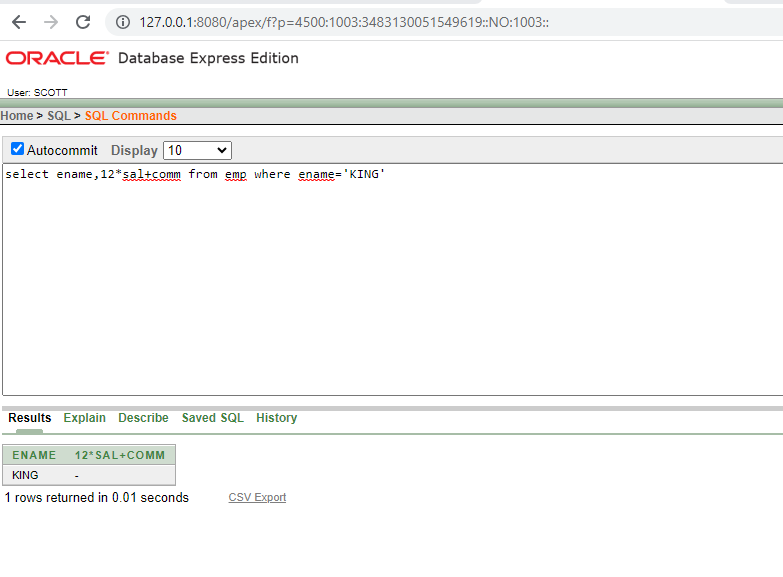 127.0.0.1:8080/apex/f?p=4500:1003:3483130051549619::NO:1003::
ORACLE® Database Express Edition
User: SCOTT
Home > SQL > SQL Commands
Autocommit Display 10
select ename,12*sal+comm from emp where ename='KING'
Results Explain Describe Saved SQL History
ENAME 12*SAL+COMM
KING -
1 rows returned in 0.01 seconds CSV Export